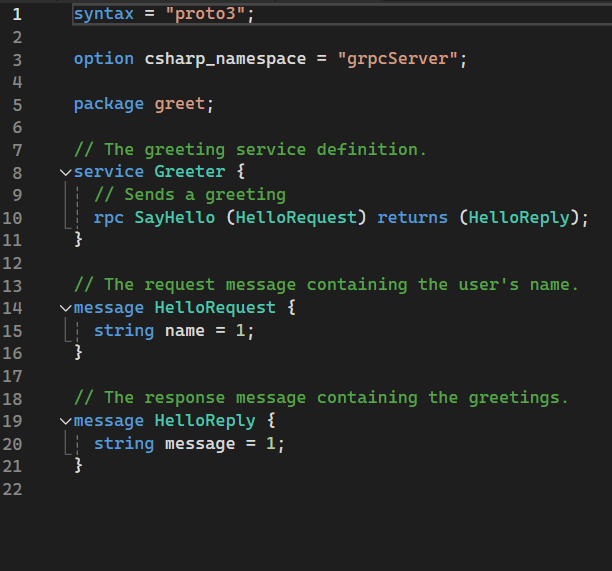 1 syntax = "proto3";
2
3 option csharp_namespace = "grpcServer";
4
5 package greet;
6
7 // The greeting service definition.
8 service Greeter {
9 // Sends a greeting
10 rpc SayHello (HelloRequest) returns (HelloReply);
11 }
12
13 // The request message containing the user's name.
14 message HelloRequest {
15 string name = 1;
16 }
17
18 // The response message containing the greetings.
19 message HelloReply {
20 string message = 1;
21 }
22